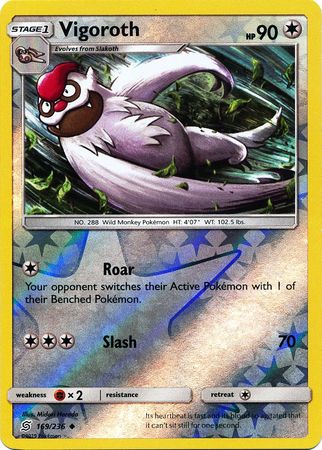 STAGE 1
Vigoroth
HP 90
Evolves from Slakoth
NO. 288 Wild Monkey Pokémon HT: 4'07" WT: 102.5 lbs.
Roar
Your opponent switches their Active Pokémon with 1 of
their Benched Pokémon.
Slash 70
weakness × 2 resistance retreat
Illus. Midori Harada
169/236
Its heartbeat is fast and its blood so agitated that
it can't sit still for one second.